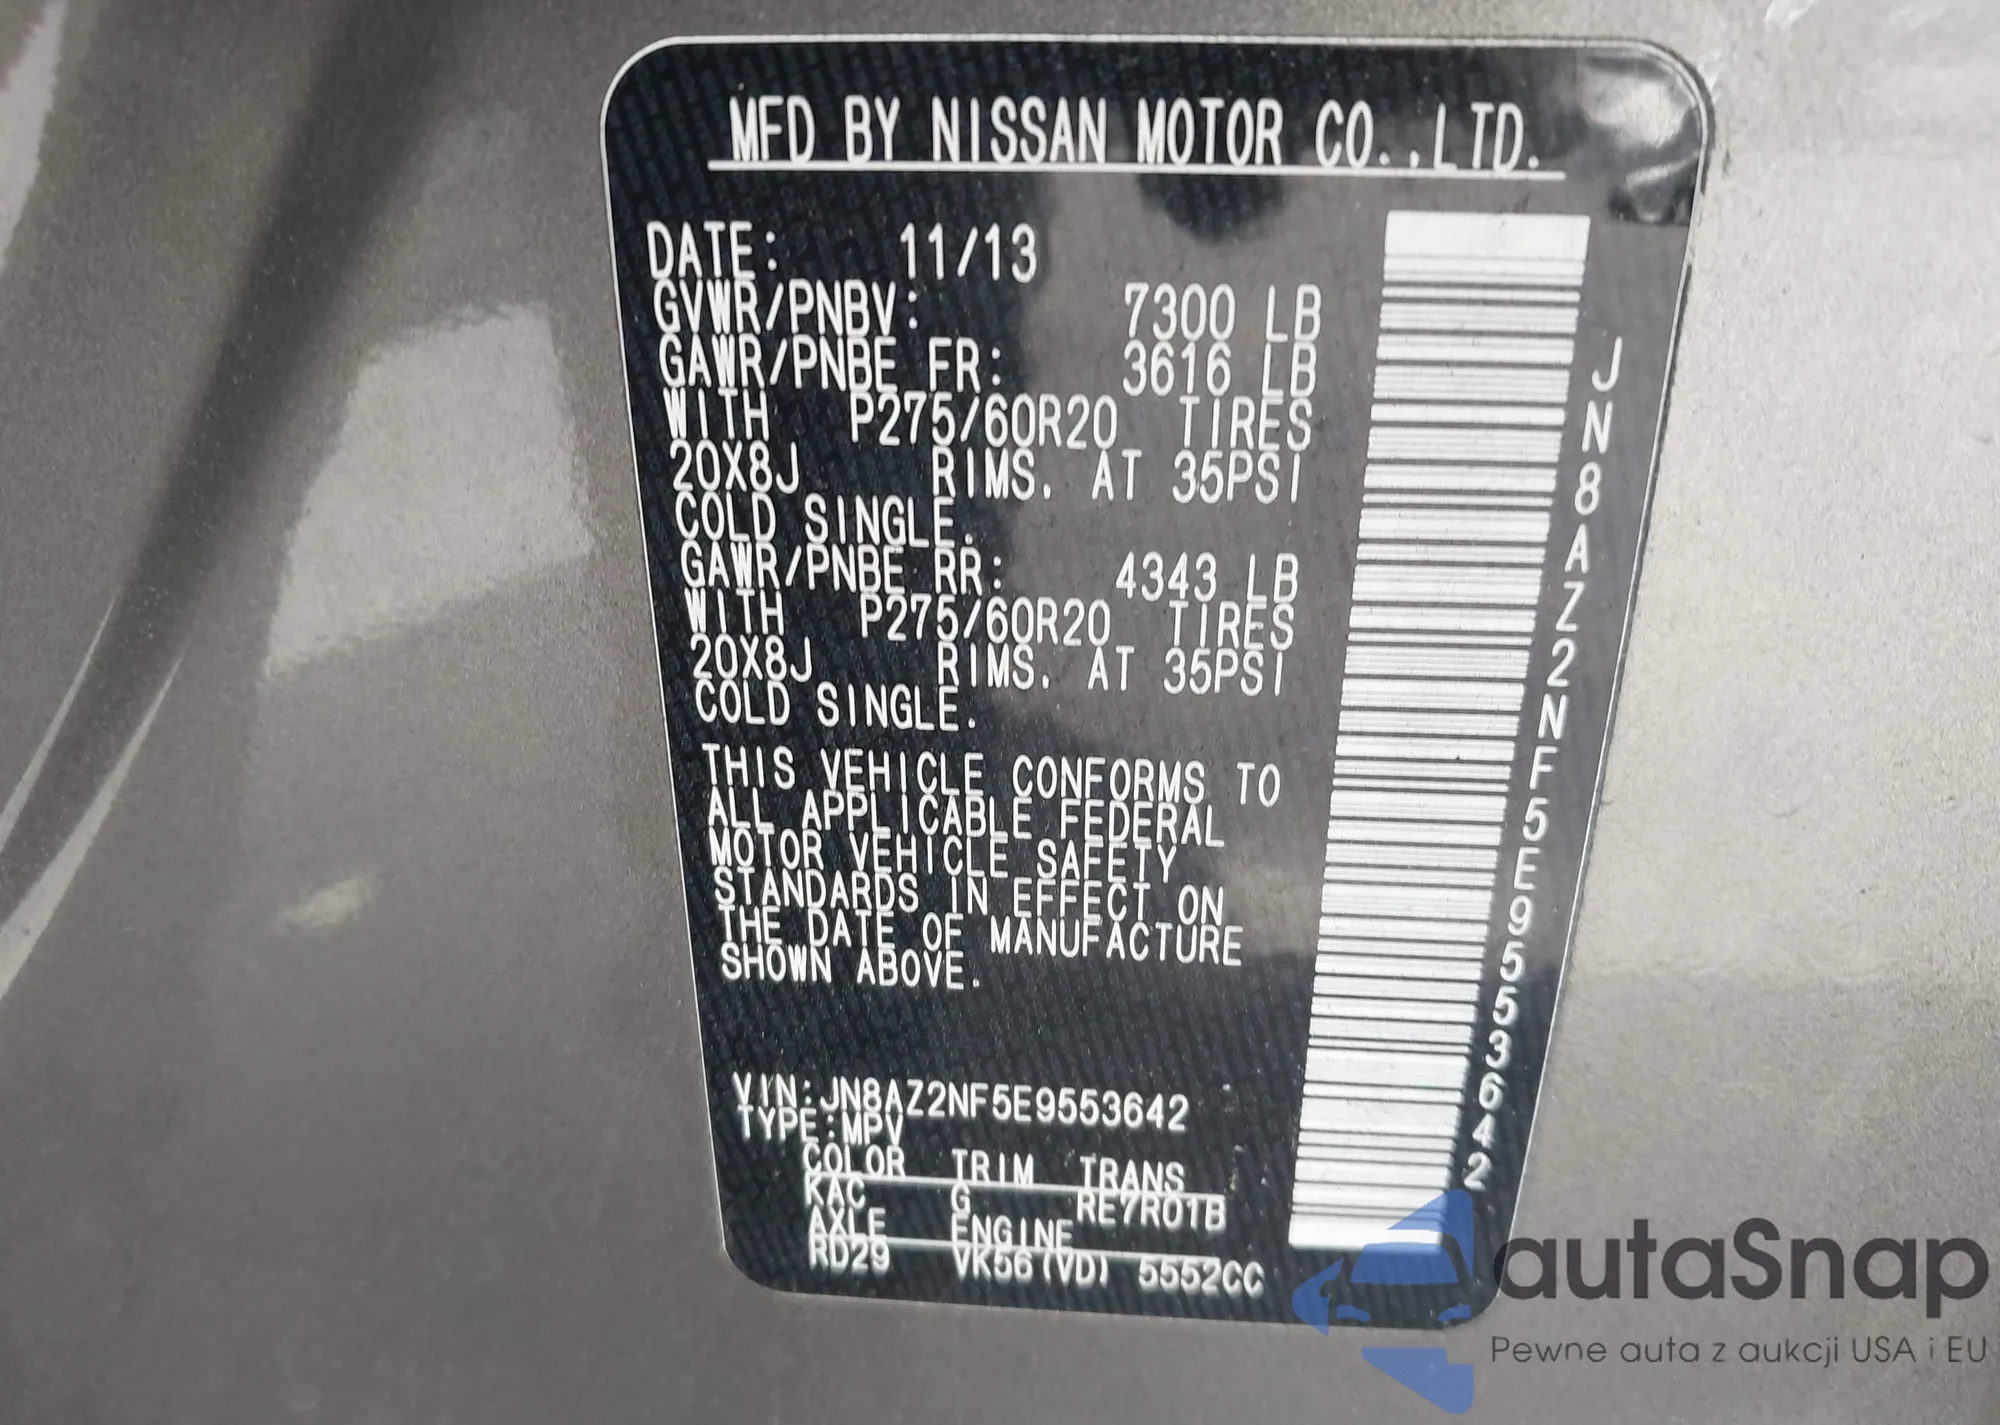 MFD BY NISSAN MOTOR CO.,LTD.
DATE: 11/13
GVWR/PNBV: 7300 LB
GAWR/PNBE FR: 3616 LB
WITH P275/60R20 TIRES
20X8J RIMS. AT 35PSI
COLD SINGLE.
GAWR/PNBE RR: 4343 LB
WITH P275/60R20 TIRES
20X8J RIMS. AT 35PSI
COLD SINGLE.
THIS VEHICLE CONFORMS TO
ALL APPLICABLE FEDERAL
MOTOR VEHICLE SAFETY
STANDARDS IN EFFECT ON
THE DATE OF MANUFACTURE
SHOWN ABOVE.
VIN:JN8AZ2NF5E9553642
TYPE:MPV
COLOR TRIM TRANS
KAC G RE7R01B
AXLE ENGINE
RD29 VK56(VD) 5552CC
JN8AZ2NF5E9553642
autaSnap
Pewne auta z aukcji USA i EU